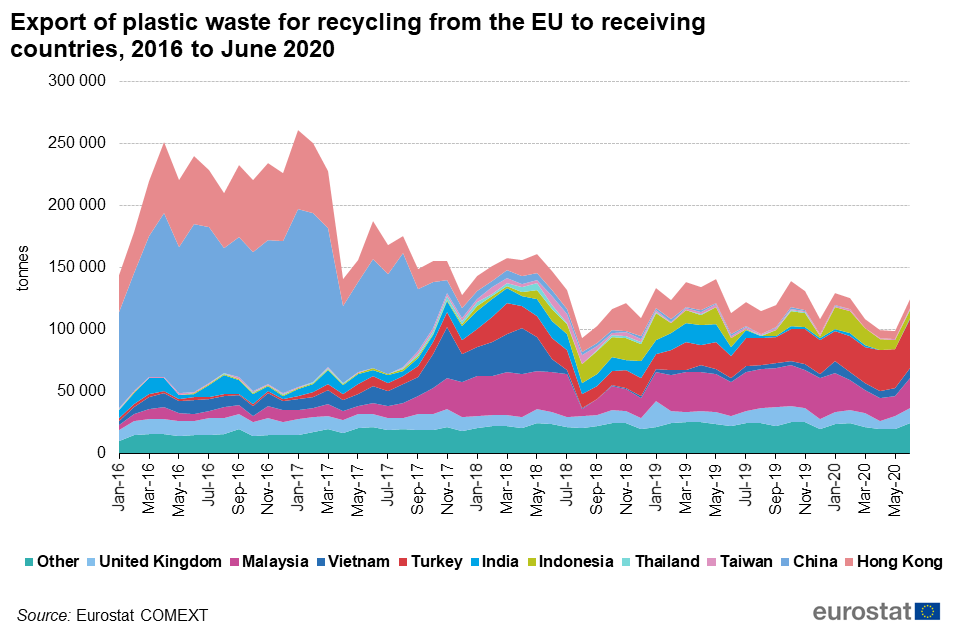 Export of plastic waste for recycling from the EU to receiving
countries, 2016 to June 2020
300 000
250 000
200 000
150 000
100 000
50 000
0
tonnes
Jan-16
Mar-16
May-16
Jul-16
Sep-16
Nov-16
Jan-17
Mar-17
May-17
Jul-17
Sep-17
Nov-17
Jan-18
Mar-18
May-18
Jul-18
Sep-18
Nov-18
Jan-19
Mar-19
May-19
Jul-19
Sep-19
Nov-19
Jan-20
Mar-20
May-20
Other United Kingdom Malaysia Vietnam Turkey India Indonesia Thailand Taiwan China Hong Kong
Source: Eurostat COMEXT
eurostat